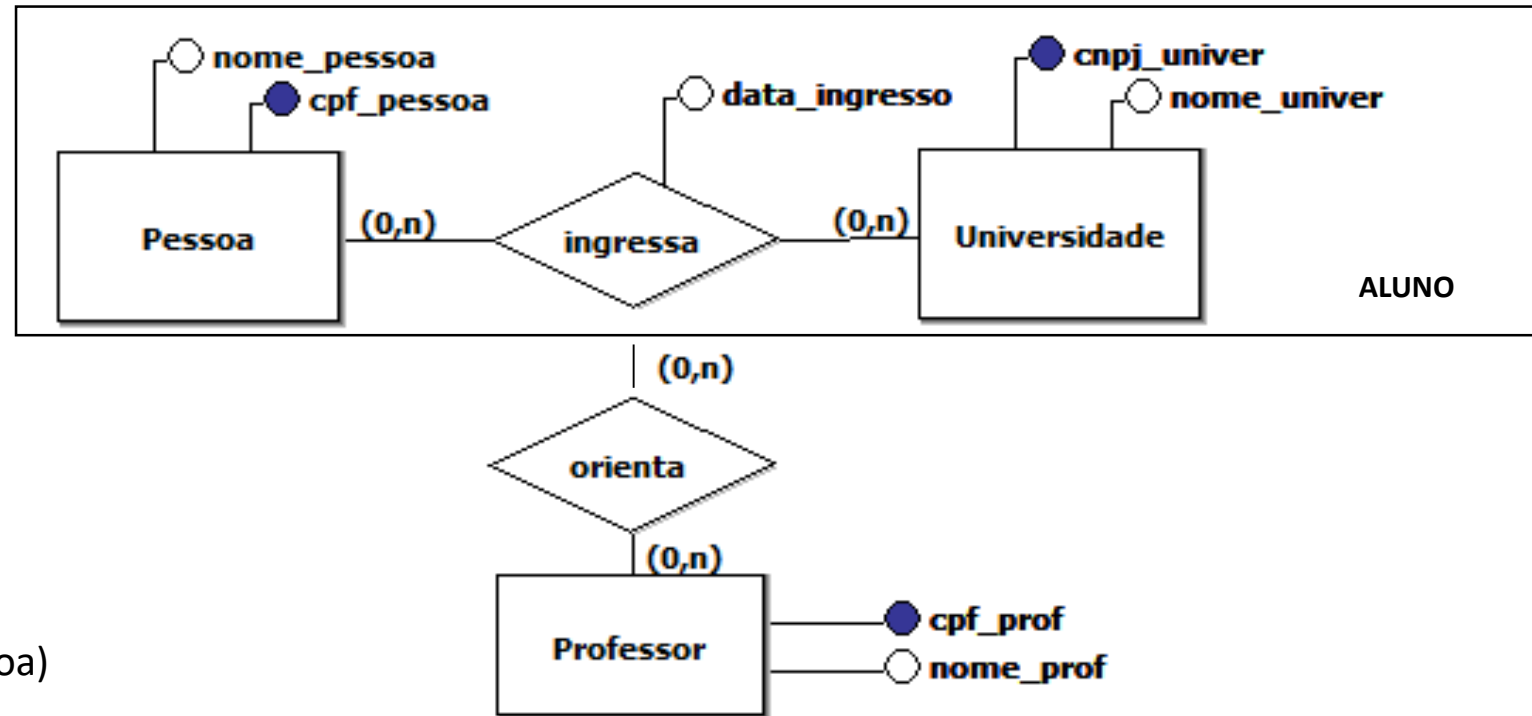 nome_pessoa
cpf_pessoa
data_ingresso
cnpj_univer
nome_univer
Pessoa
(0,n)
ingressa
(0,n)
Universidade
ALUNO
(0,n)
orienta
(0,n)
Professor
cpf_prof
nome_prof
oa)